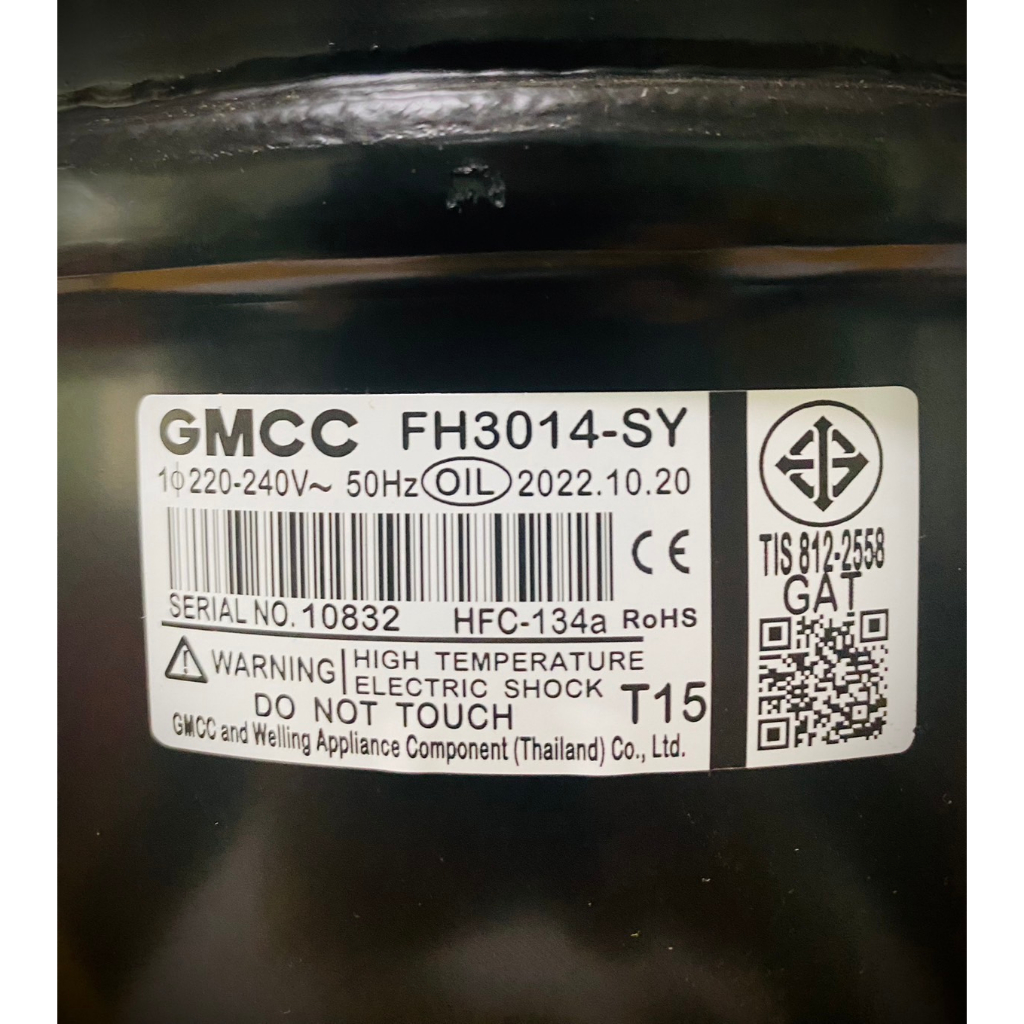 GMCC FH3014-SY
1ϕ220-240V~ 50Hz OIL 2022.10.20
CE
SERIAL NO. 10832 HFC-134a RoHS
WARNING HIGH TEMPERATURE
ELECTRIC SHOCK
DO NOT TOUCH T15
GMCC and Welling Appliance Component (Thailand) Co., Ltd.
TIS 812-2558
GAT